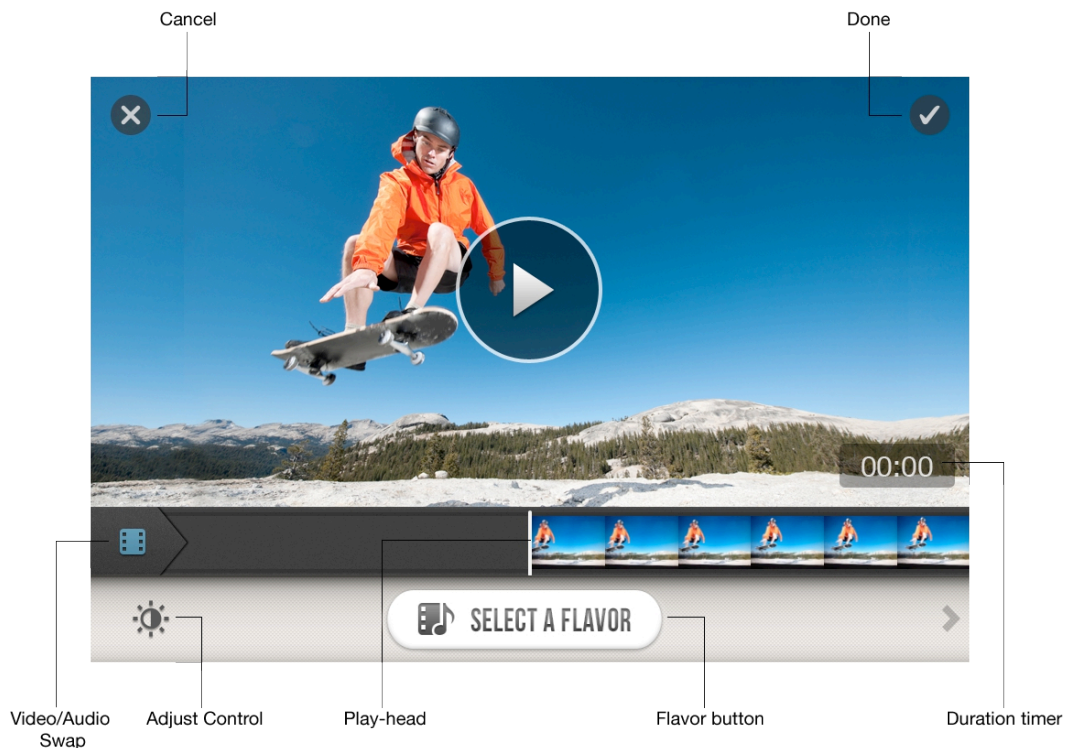 Cancel
Done
00:00
SELECT A FLAVOR
Video/Audio
Swap
Adjust Control
Play-head
Flavor button
Duration timer